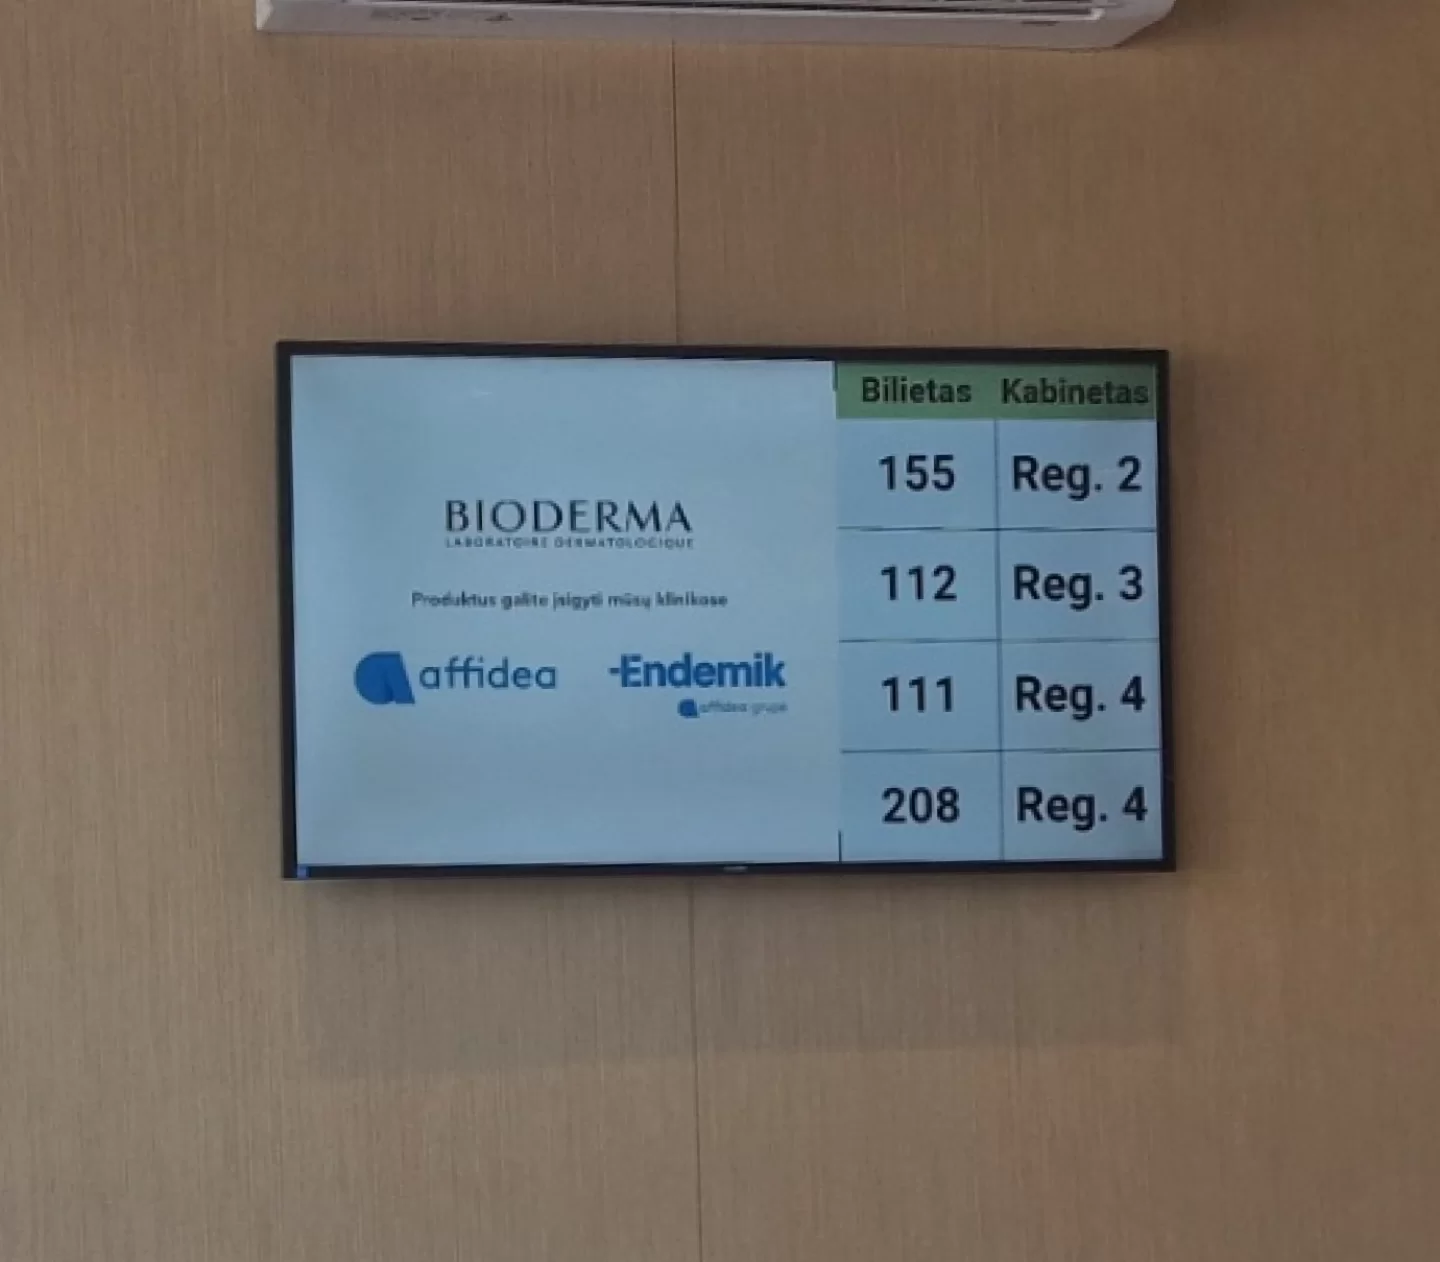 BIODERMA
LABORATOIRE DERMATOLOGIQUE
Produktus galite įsigyti mūsų klinikose
affidea
Endemik
affidea grupė
Bilietas Kabinetas
155 Reg. 2
112 Reg. 3
111 Reg. 4
208 Reg. 4